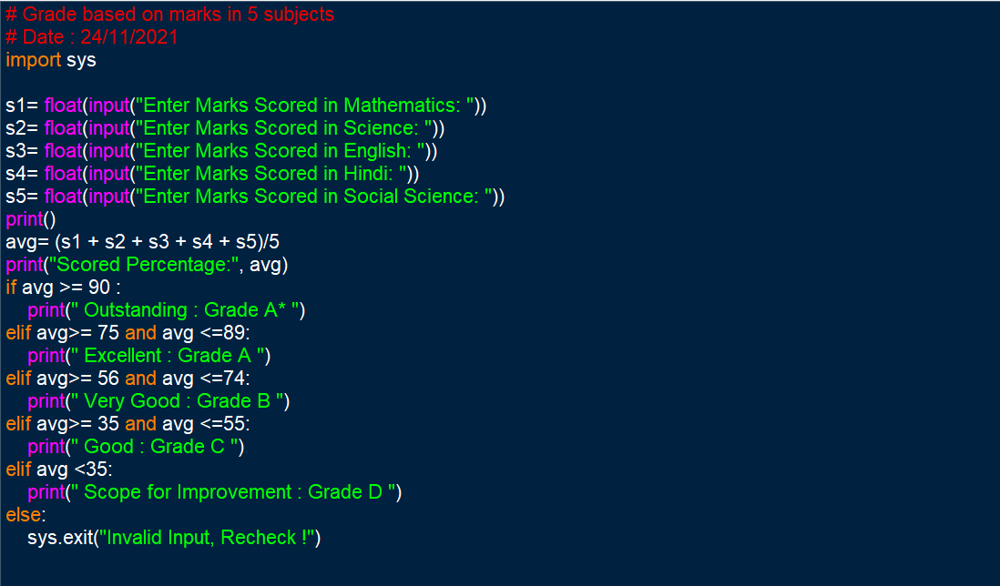 # Grade based on marks in 5 subjects
# Date : 24/11/2021
import sys

s1= float(input("Enter Marks Scored in Mathematics: "))
s2= float(input("Enter Marks Scored in Science: "))
s3= float(input("Enter Marks Scored in English: "))
s4= float(input("Enter Marks Scored in Hindi: "))
s5= float(input("Enter Marks Scored in Social Science: "))
print()
avg= (s1 + s2 + s3 + s4 + s5)/5
print("Scored Percentage:", avg)
if avg >= 90 :
    print(" Outstanding : Grade A* ")
elif avg>= 75 and avg <=89:
    print(" Excellent : Grade A ")
elif avg>= 56 and avg <=74:
    print(" Very Good : Grade B ")
elif avg>= 35 and avg <=55:
    print(" Good : Grade C ")
elif avg <35:
    print(" Scope for Improvement : Grade D ")
else:
    sys.exit("Invalid Input, Recheck !")